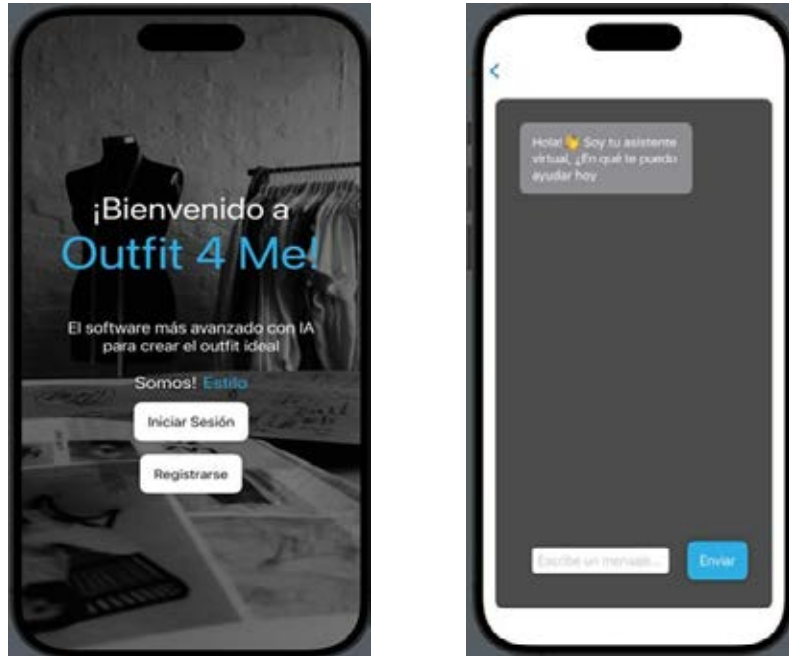 ¡Bienvenido a
Outfit 4 Me!
El software más avanzado con IA
para crear el outfit ideal
Somos! Estilo
Iniciar Sesión
Registrarse
Hola! 👋 Soy tu asistente
virtual, ¿En qué te puedo
ayudar hoy
Escribe un mensaje...
Enviar